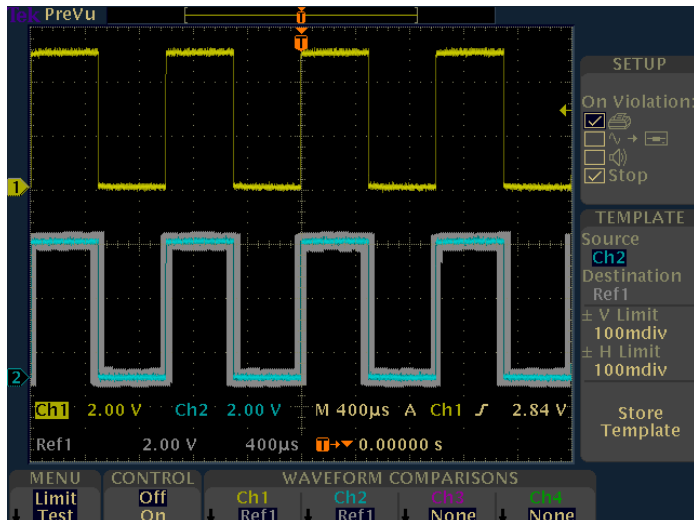 Tek PreVu
T
T
SETUP
On Violation:
Stop
1
TEMPLATE
Source
Ch2
Destination
Ref1
± V Limit
100mdiv
± H Limit
100mdiv
2
Ch1 2.00 V Ch2 2.00 V M 400µs A Ch1 2.84 V
Store
Template
Ref1 2.00 V 400µs T 0.00000 s
MENU CONTROL WAVEFORM COMPARISONS
Limit Off Ch1 Ch2 Ch3 Ch4
Test On Ref1 Ref1 None None